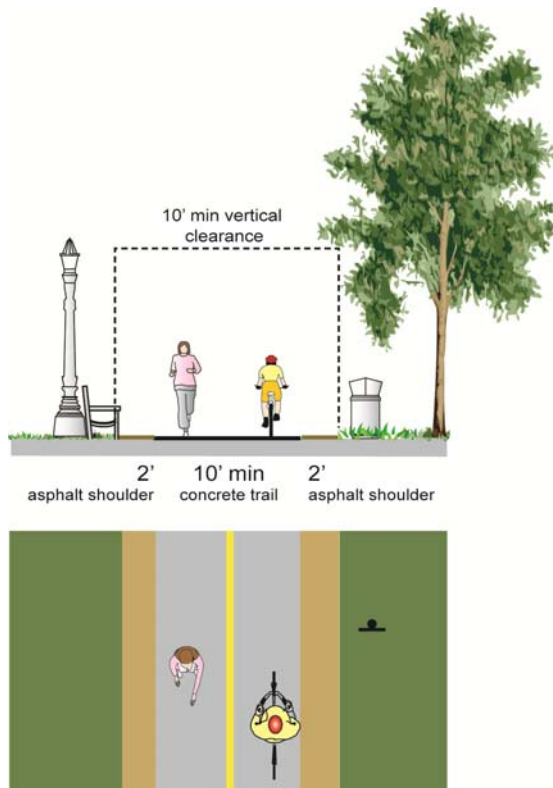 10’ min vertical
clearance
2’ 10’ min 2’
asphalt shoulder concrete trail asphalt shoulder